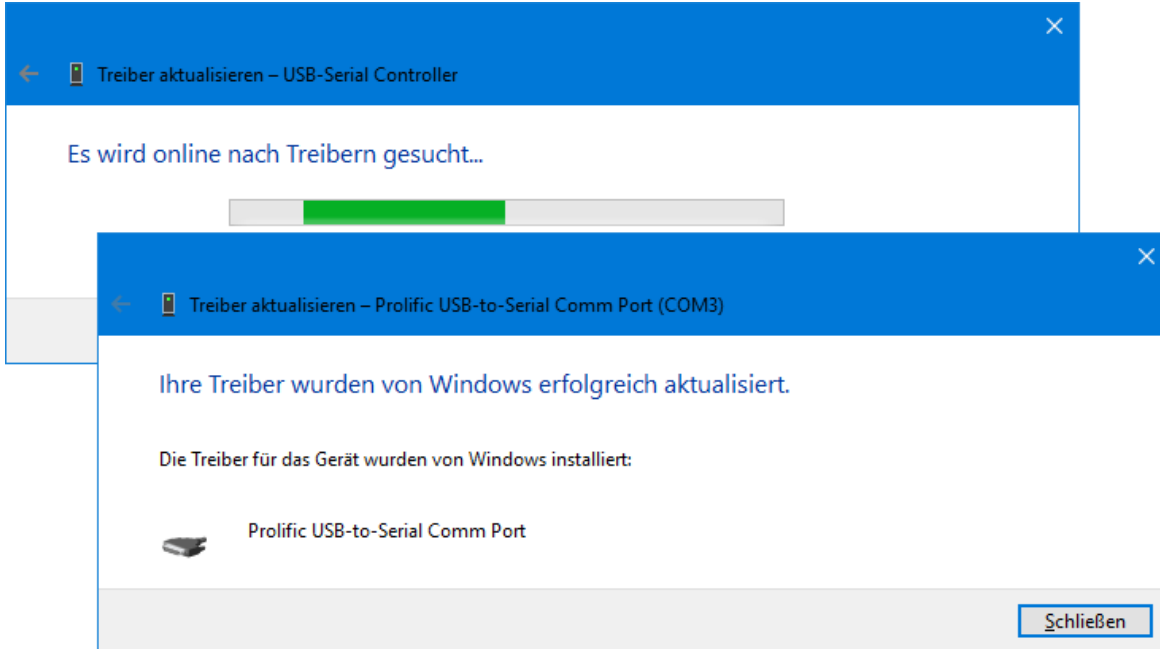 Treiber aktualisieren – USB-Serial Controller
Es wird online nach Treibern gesucht...
Treiber aktualisieren – Prolific USB-to-Serial Comm Port (COM3)
Ihre Treiber wurden von Windows erfolgreich aktualisiert.
Die Treiber für das Gerät wurden von Windows installiert:
Prolific USB-to-Serial Comm Port
Schließen